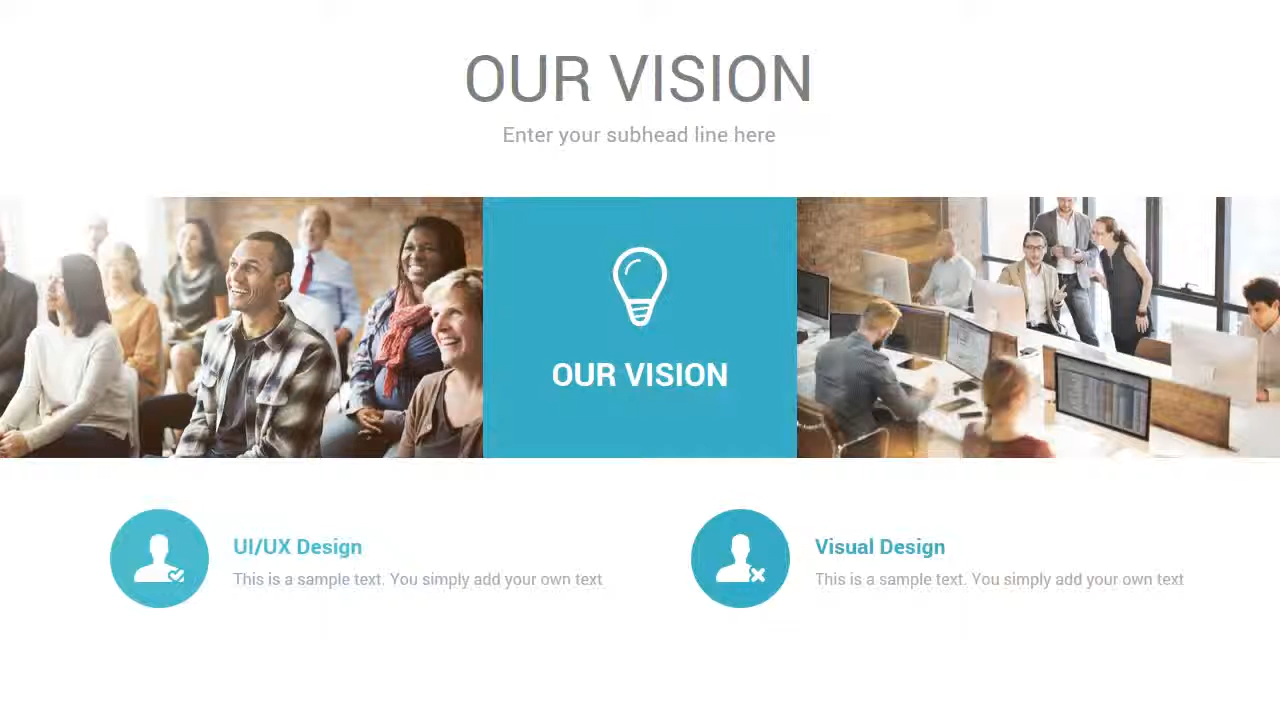 OUR VISION
Enter your subhead line here
OUR VISION
UI/UX Design
This is a sample text. You simply add your own text
Visual Design
This is a sample text. You simply add your own text